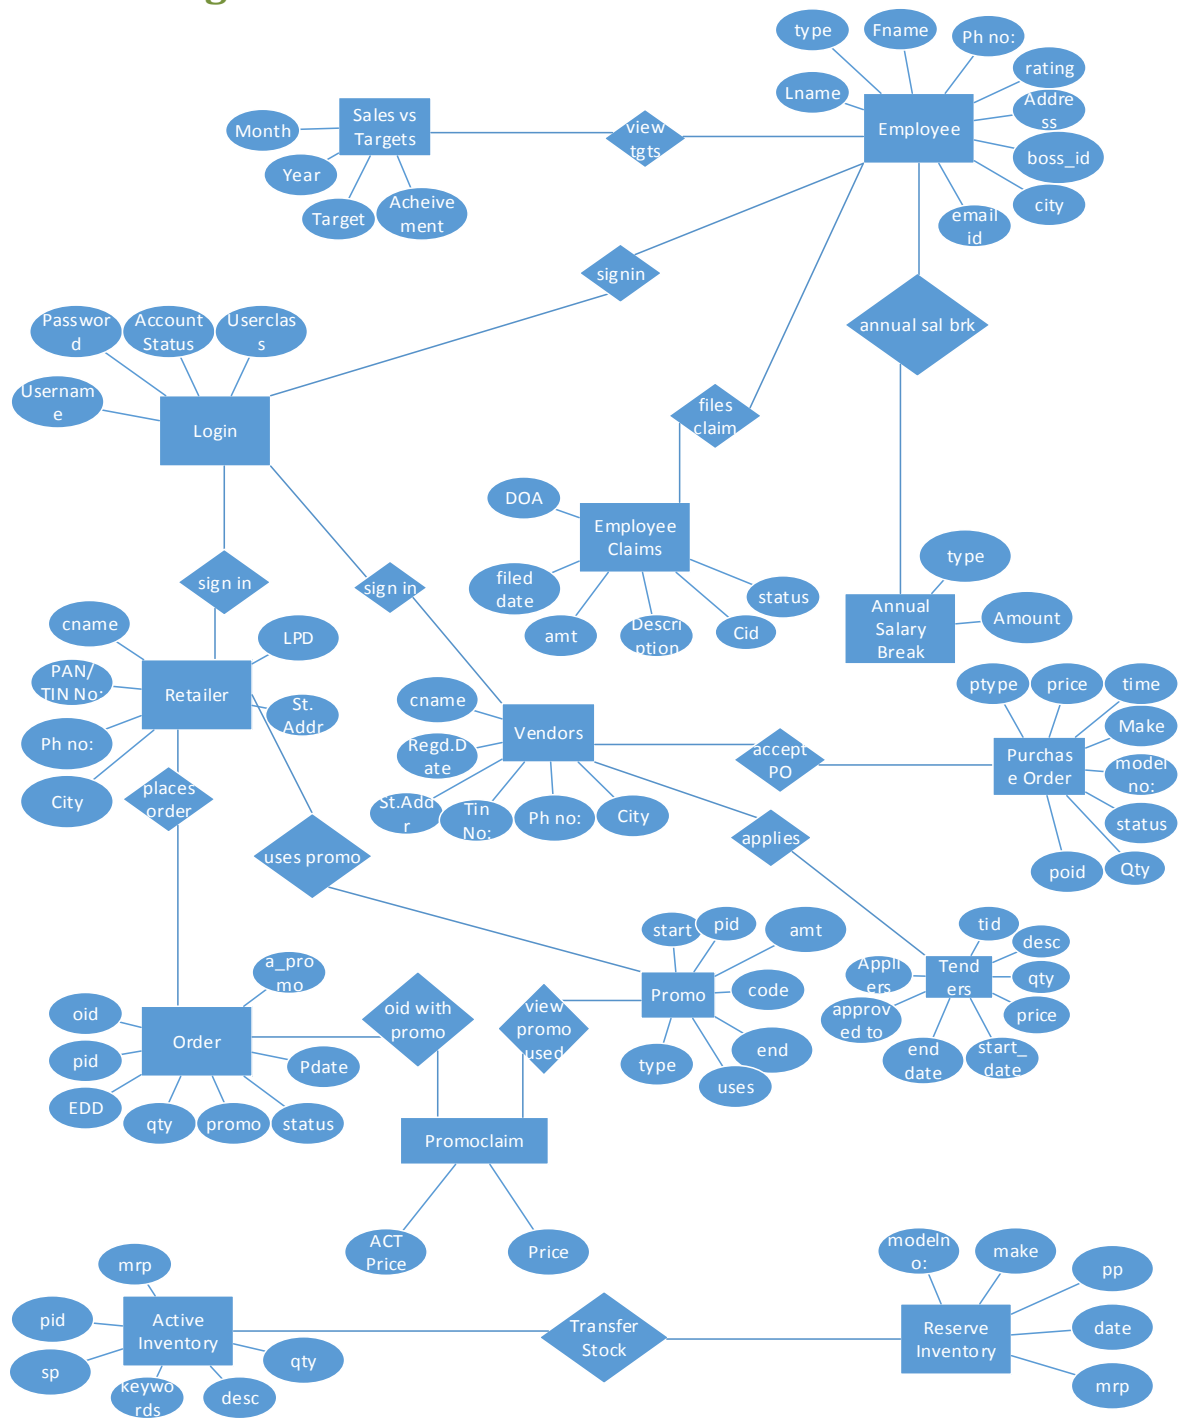 g
type
Fname
Ph no:
rating
Lname
Addre
ss
Employee
Sales vs
Targets
Month
view
tgts
boss_id
Year
city
Target
Acheive
ment
email
id
signin
Passwor
d
Account
Status
Userclas
s
annual sal brk
Usernam
e
Login
files
claim
DOA
Employee
Claims
type
sign in
sign in
filed
date
status
cname
LPD
amt
Descri
ption
Cid
Annual
Salary
Break
Amount
PAN/
TIN No:
Retailer
St.
Addr
cname
ptype
price
time
Ph no:
Vendors
Regd.D
ate
accept
PO
Purchas
e Order
Make
model
no:
City
places
order
St.Add
r
Tin
No:
Ph no:
City
status
uses promo
applies
poid
Qty
start
pid
amt
tid
desc
a_pro
mo
Appli
ers
Tend
ers
qty
oid
oid with
promo
view
promo
used
Promo
code
approv
ed to
price
Order
pid
Pdate
type
end
end
date
start_
date
EDD
qty
promo
status
uses
Promoclaim
ACT
Price
Price
modeln
o:
make
mrp
pp
pid
Active
Inventory
Transfer
Stock
Reserve
Inventory
date
sp
qty
keywo
rds
desc
mrp